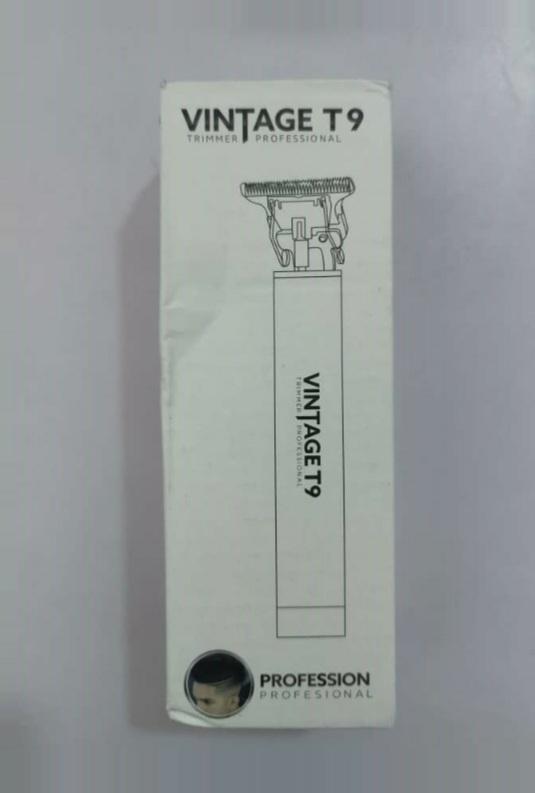 VINTAGE T9
TRIMMER PROFESSIONAL
VINTAGE T9
TRIMMER PROFESSIONAL
PROFESSION
PROFESIONAL